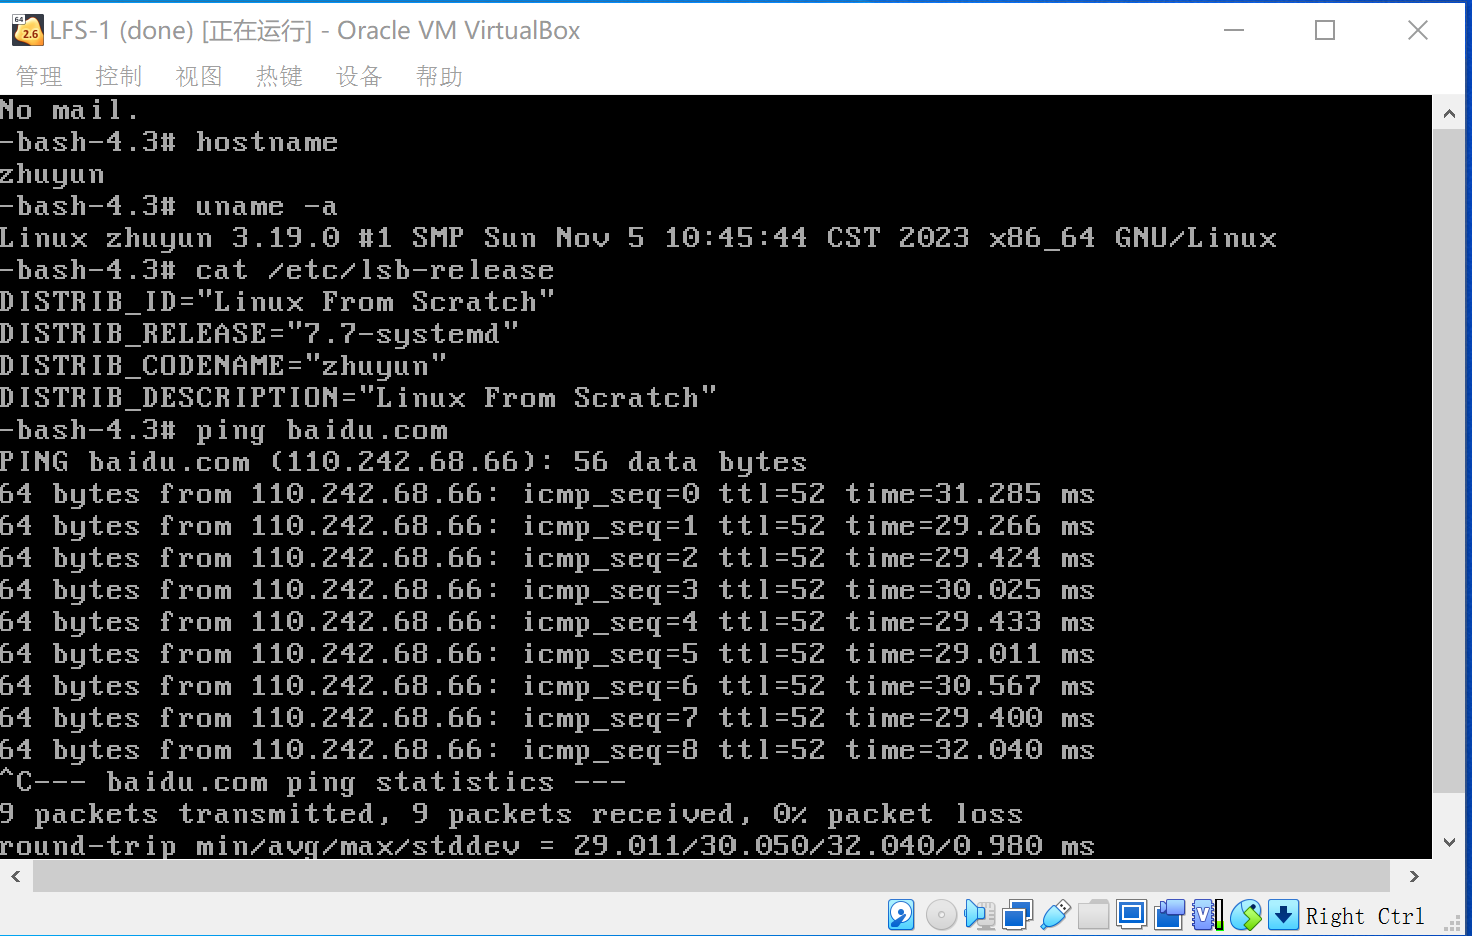 64
2.6
LFS-1 (done) [正在运行] - Oracle VM VirtualBox
管理 控制 视图 热键 设备 帮助
No mail.
-bash-4.3# hostname
zhuyun
-bash-4.3# uname -a
Linux zhuyun 3.19.0 #1 SMP Sun Nov 5 10:45:44 CST 2023 x86_64 GNU/Linux
-bash-4.3# cat /etc/lsb-release
DISTRIB_ID="Linux From Scratch"
DISTRIB_RELEASE="7.7-systemd"
DISTRIB_CODENAME="zhuyun"
DISTRIB_DESCRIPTION="Linux From Scratch"
-bash-4.3# ping baidu.com
PING baidu.com (110.242.68.66): 56 data bytes
64 bytes from 110.242.68.66: icmp_seq=0 ttl=52 time=31.285 ms
64 bytes from 110.242.68.66: icmp_seq=1 ttl=52 time=29.266 ms
64 bytes from 110.242.68.66: icmp_seq=2 ttl=52 time=29.424 ms
64 bytes from 110.242.68.66: icmp_seq=3 ttl=52 time=30.025 ms
64 bytes from 110.242.68.66: icmp_seq=4 ttl=52 time=29.433 ms
64 bytes from 110.242.68.66: icmp_seq=5 ttl=52 time=29.011 ms
64 bytes from 110.242.68.66: icmp_seq=6 ttl=52 time=30.567 ms
64 bytes from 110.242.68.66: icmp_seq=7 ttl=52 time=29.400 ms
64 bytes from 110.242.68.66: icmp_seq=8 ttl=52 time=32.040 ms
^C--- baidu.com ping statistics ---
9 packets transmitted, 9 packets received, 0% packet loss
round-trip min/avg/max/stddev = 29.011/30.050/32.040/0.980 ms
V Right Ctrl